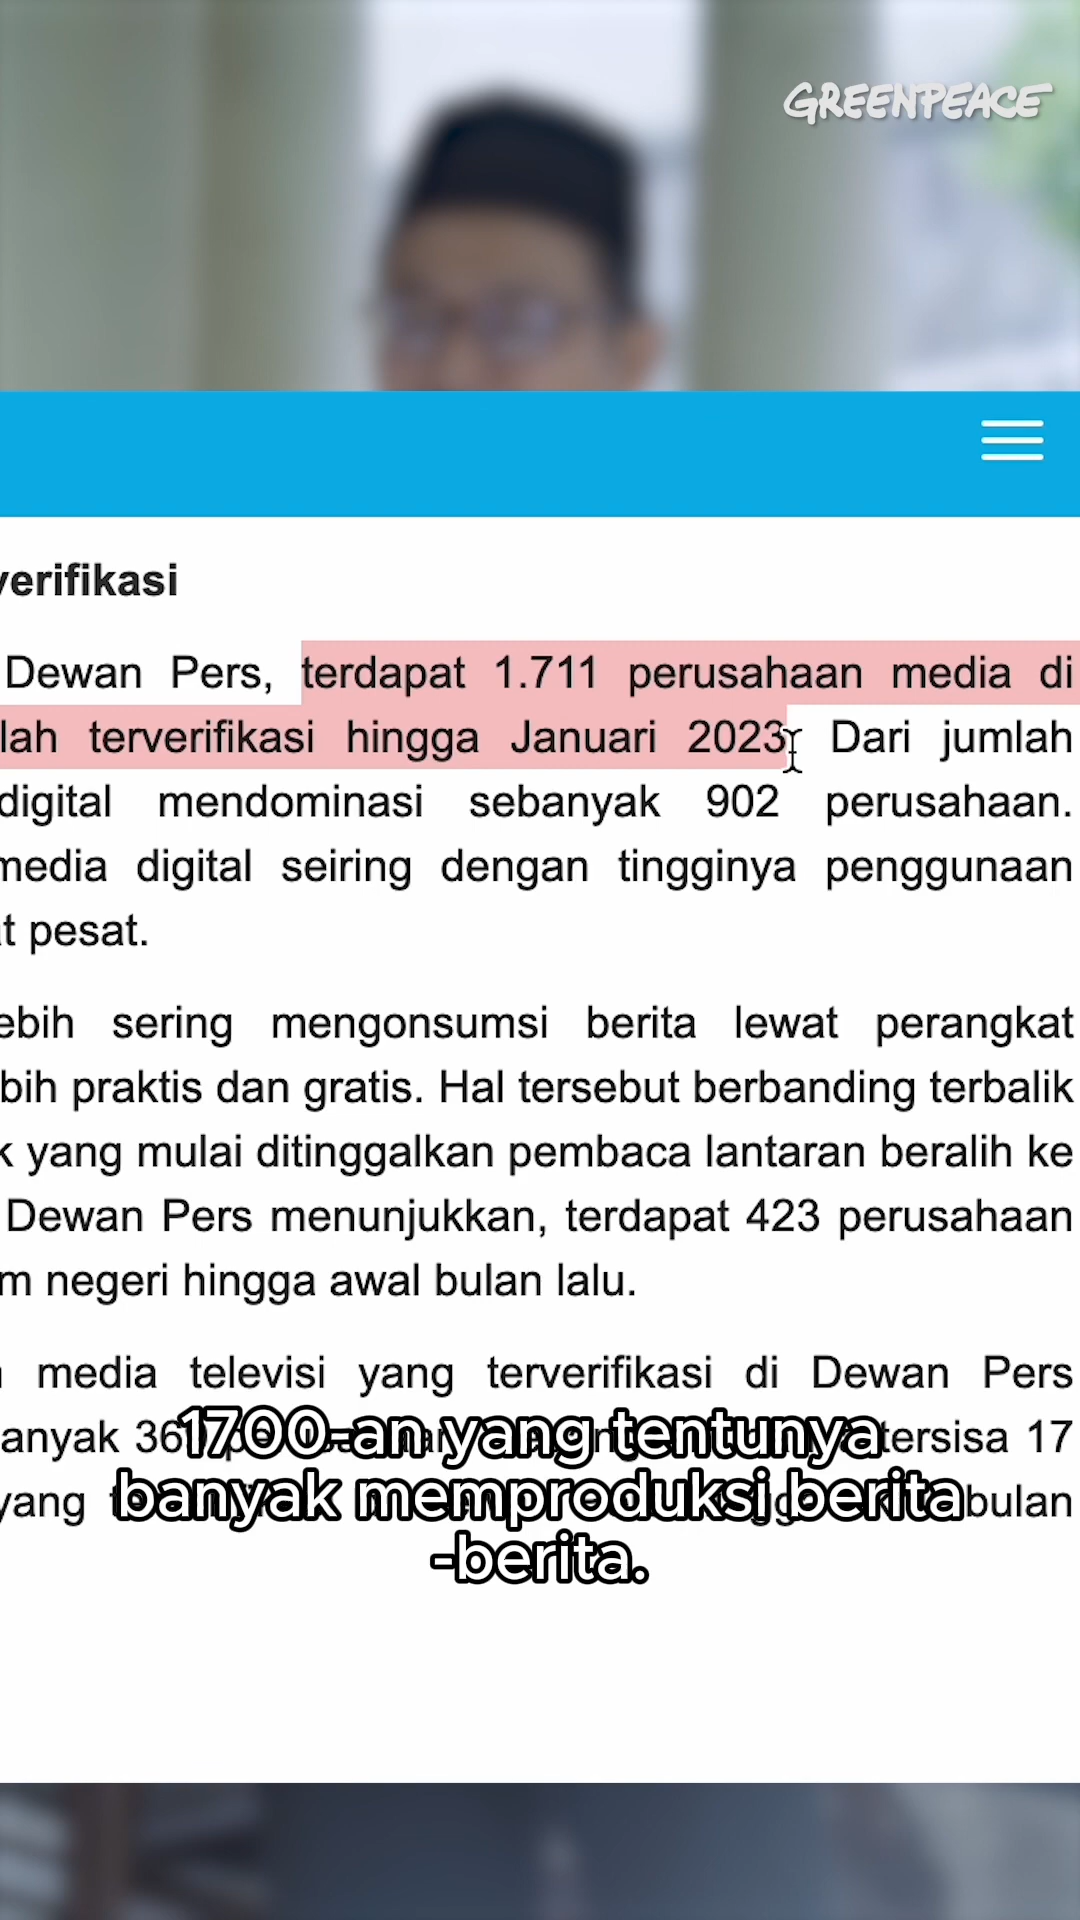 GREENPEACE
verifikasi
Dewan Pers, terdapat 1.711 perusahaan media di
lah terverifikasi hingga Januari 2023. Dari jumlah
digital mendominasi sebanyak 902 perusahaan.
media digital seiring dengan tingginya penggunaan
pesat.
ebih sering mengonsumsi berita lewat perangkat
bih praktis dan gratis. Hal tersebut berbanding terbalik
k yang mulai ditinggalkan pembaca lantaran beralih ke
Dewan Pers menunjukkan, terdapat 423 perusahaan
m negeri hingga awal bulan lalu.
media televisi yang terverifikasi di Dewan Pers
anyak tersisa 17
yang bulan
1700-an yang tentunya
banyak memproduksi berita
-berita.